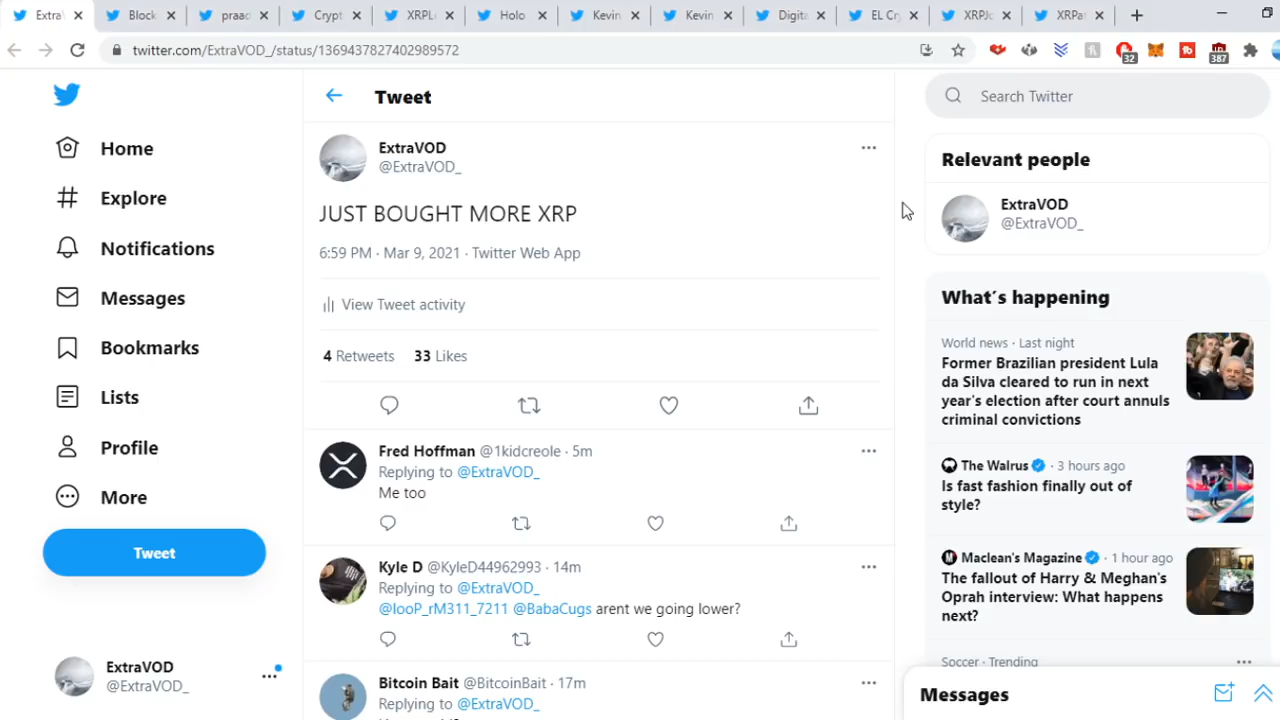 Extra
Block
praac
Crypt
XRPL
Holo
Kevin
Kevin
Digita
EL Cr
XRPJc
XRPa
twitter.com/ExtraVOD_/status/1369437827402989572
32
387
Home
Explore
Notifications
Messages
Bookmarks
Lists
Profile
More
Tweet
ExtraVOD
@ExtraVOD_
Tweet
ExtraVOD
@ExtraVOD_
JUST BOUGHT MORE XRP
6:59 PM · Mar 9, 2021 · Twitter Web App
View Tweet activity
4 Retweets 33 Likes
Fred Hoffman @1kidcreole · 5m
Replying to @ExtraVOD_
Me too
Kyle D @KyleD44962993 · 14m
Replying to @ExtraVOD_
@IooP_rM311_7211 @BabaCugs arent we going lower?
Bitcoin Bait @BitcoinBait · 17m
Replying to @ExtraVOD_
Search Twitter
Relevant people
ExtraVOD
@ExtraVOD_
What's happening
World news · Last night
Former Brazilian president Lula
da Silva cleared to run in next
year's election after court annuls
criminal convictions
The Walrus · 3 hours ago
Is fast fashion finally out of
style?
Maclean's Magazine · 1 hour ago
The fallout of Harry & Meghan's
Oprah interview: What happens
next?
Soccer · Trending
Messages